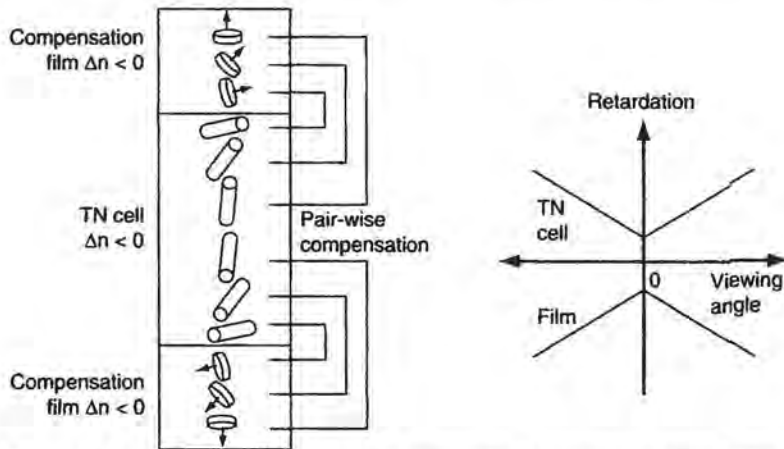 Compensation
film Δn < 0
TN cell
Δn < 0
Compensation
film Δn < 0
Pair-wise
compensation
Retardation
TN
cell
0
Viewing
angle
Film